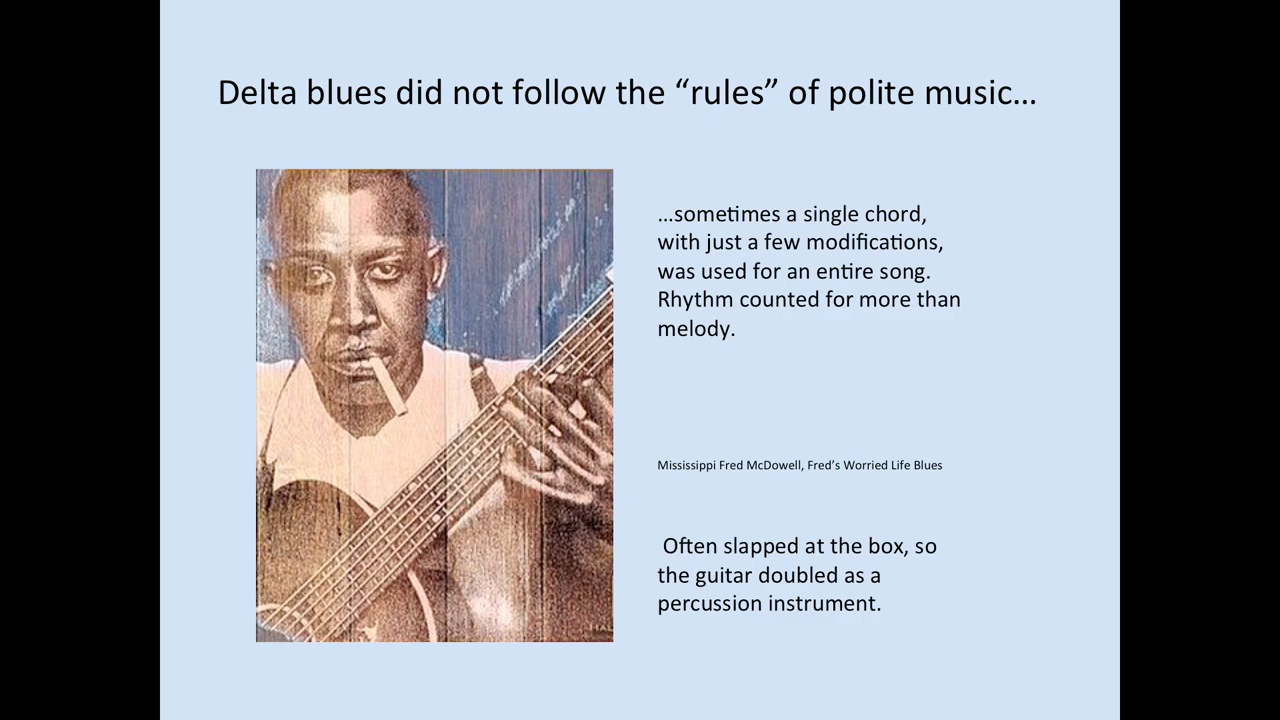 Delta blues did not follow the “rules” of polite music…
…sometimes a single chord,
with just a few modifications,
was used for an entire song.
Rhythm counted for more than
melody.
Mississippi Fred McDowell, Fred’s Worried Life Blues
Often slapped at the box, so
the guitar doubled as a
percussion instrument.